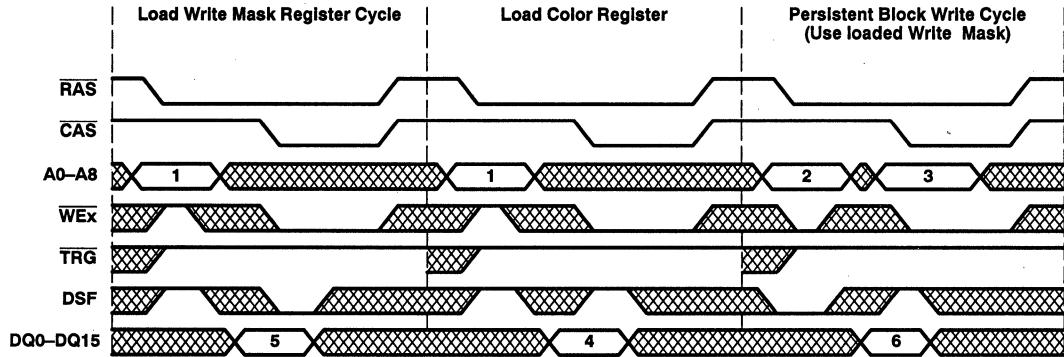 Load Write Mask Register Cycle
Load Color Register
Persistent Block Write Cycle
(Use loaded Write Mask)
RAS
CAS
A0–A8
1
1
2
3
WEx
TRG
DSF
DQ0–DQ15
5
4
6